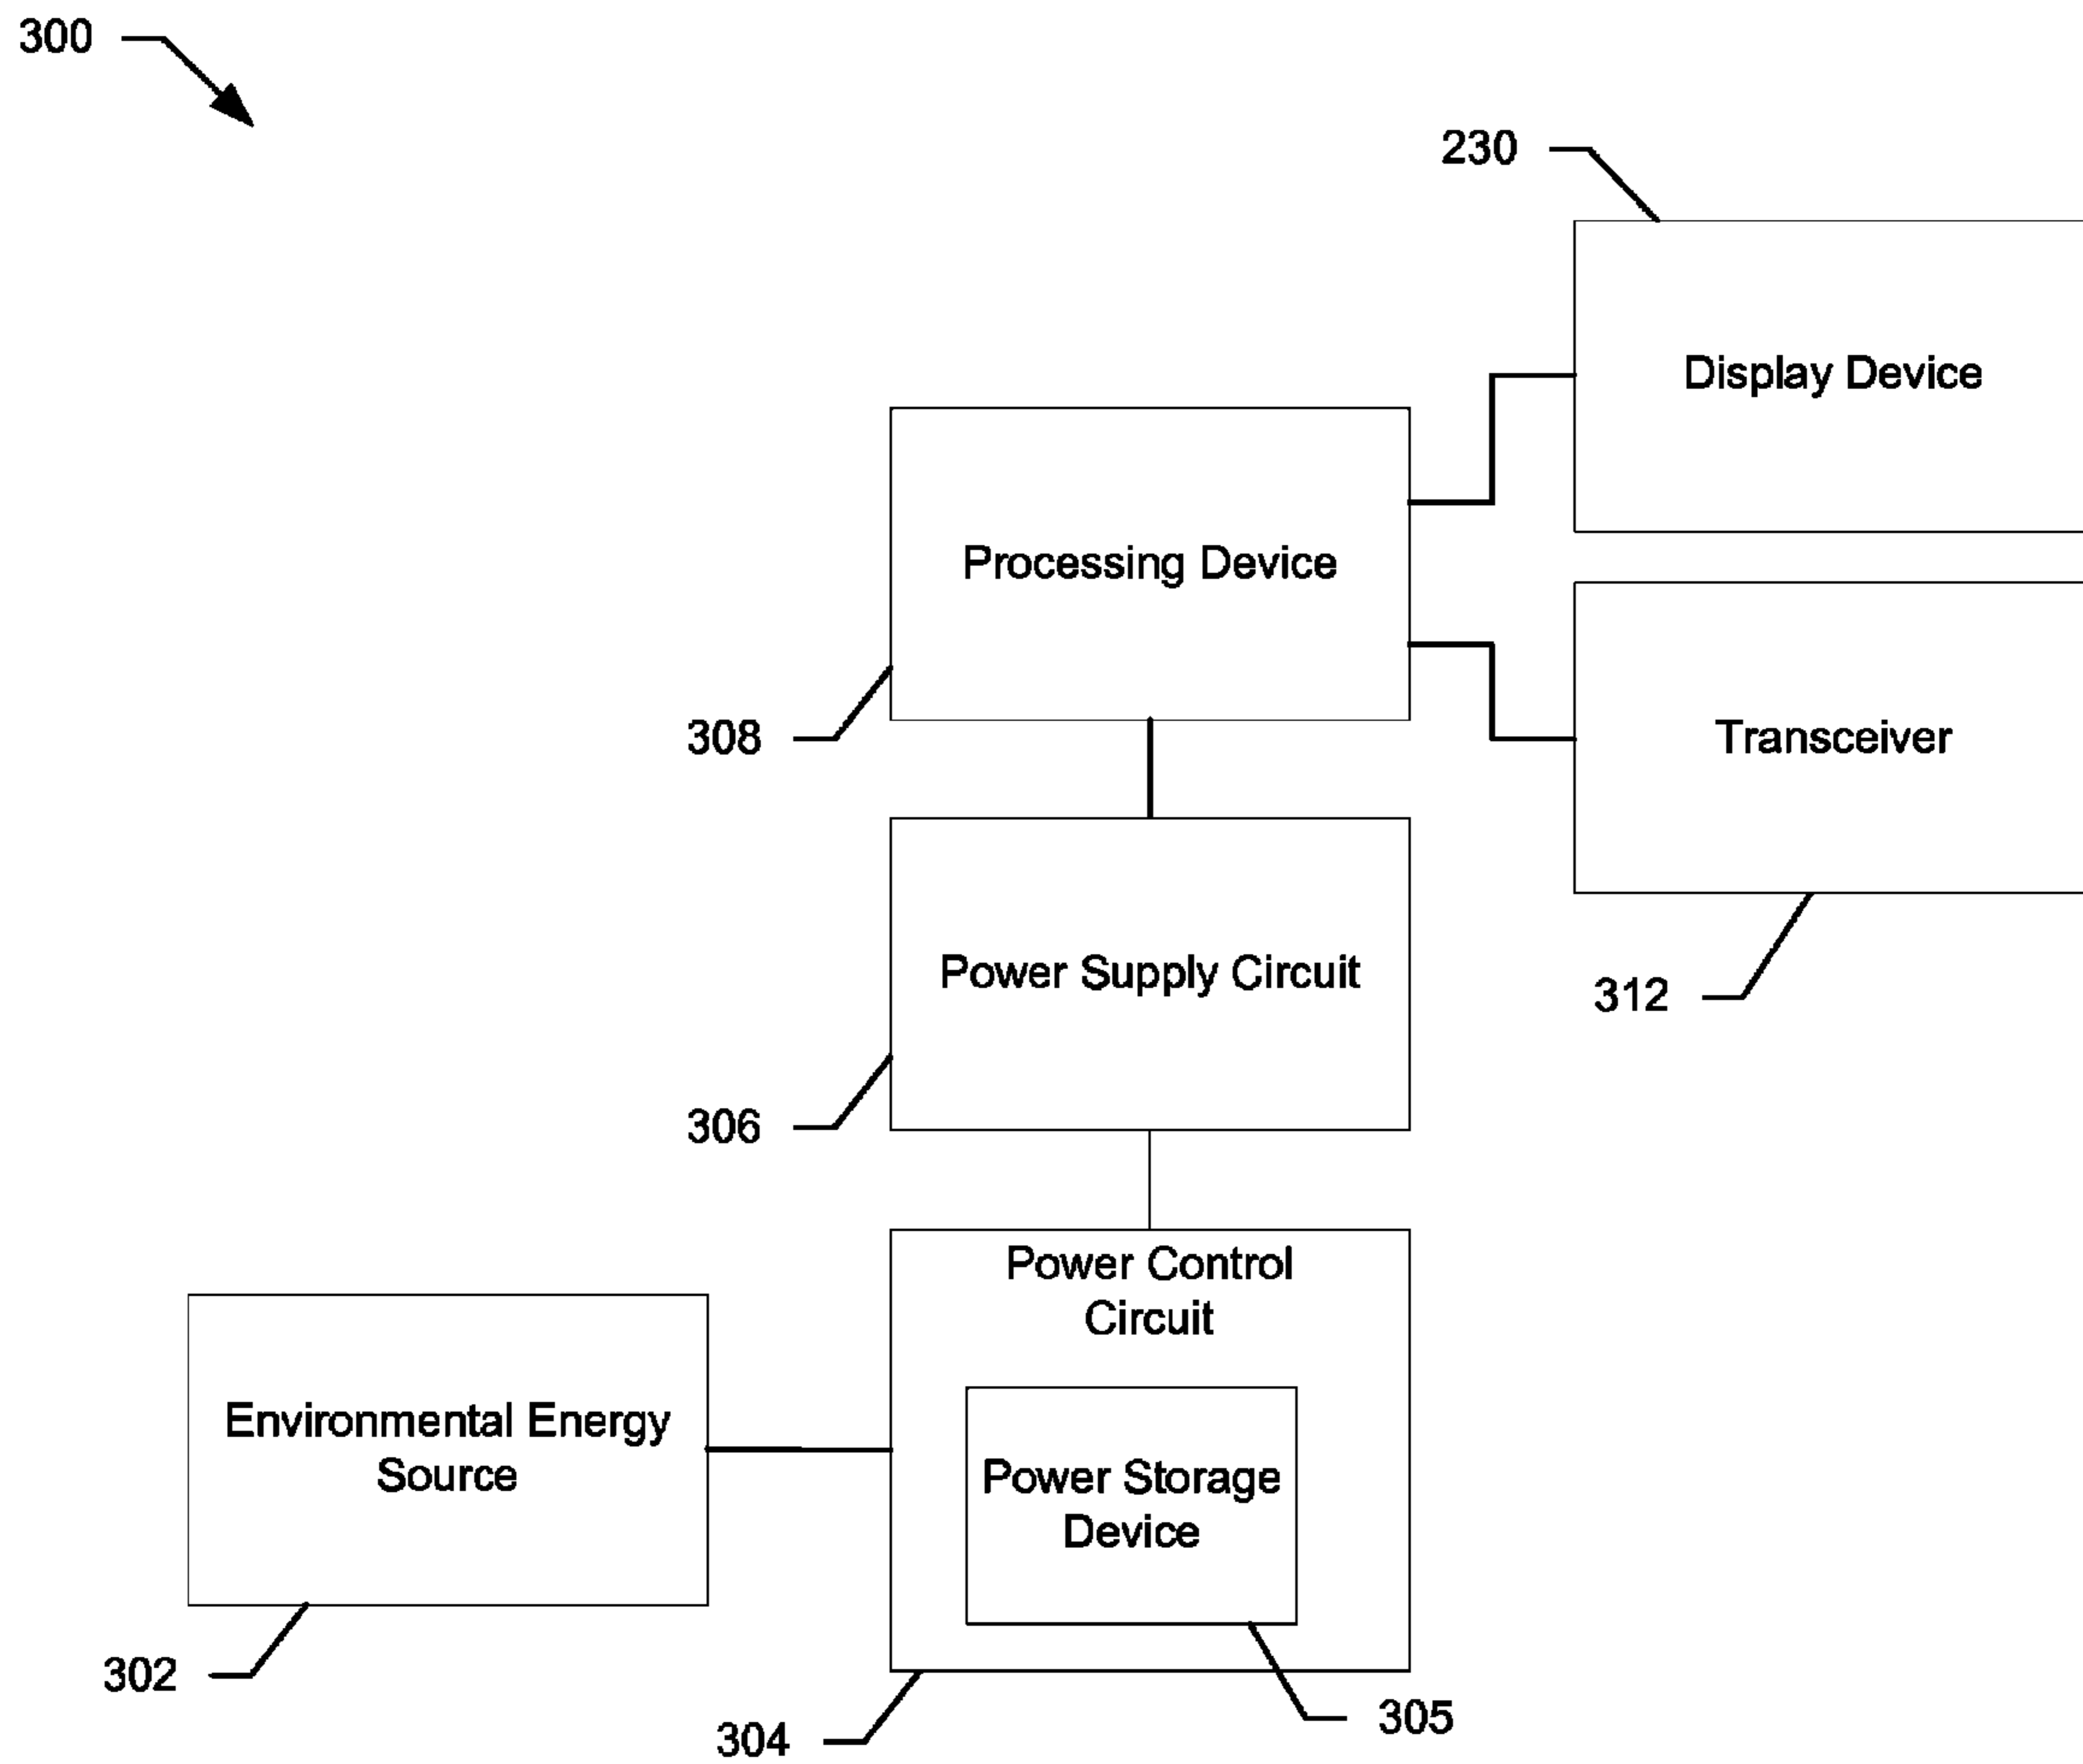 300
230
Display Device
Processing Device
Transceiver
308
Power Supply Circuit
312
306
Power Control
Circuit
Environmental Energy
Source
Power Storage
Device
302
304
305